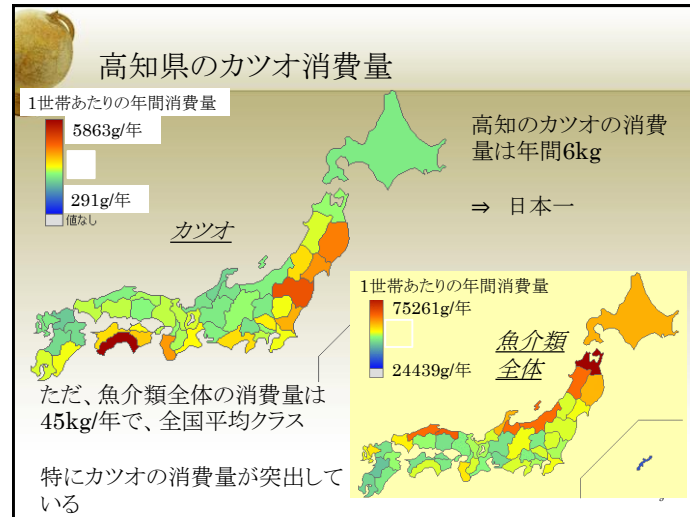 高知県のカツオ消費量
1世帯あたりの年間消費量
5863g/年
291g/年
値なし
カツオ
高知のカツオの消費
量は年間6kg
⇒ 日本一
1世帯あたりの年間消費量
75261g/年
24439g/年
魚介類
全体
ただ、魚介類全体の消費量は
45kg/年で、全国平均クラス
特にカツオの消費量が突出して
いる